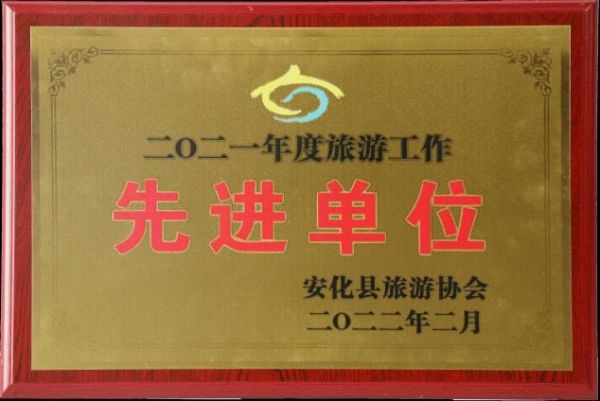 二〇二一年度旅游工作
先进单位
安化县旅游协会
二〇二二年二月